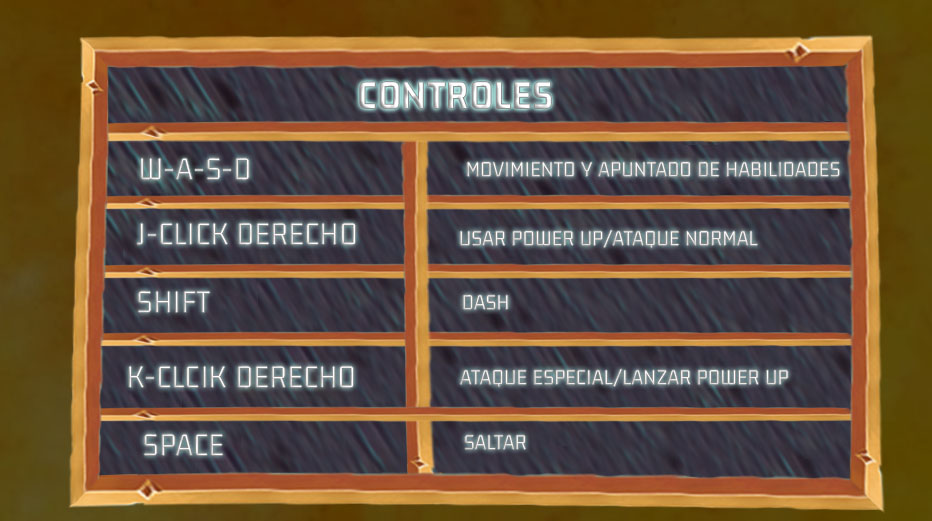 CONTROLES
W-A-S-D
MOVIMIENTO Y APUNTADO DE HABILIDADES
J-CLICK DERECHO
USAR POWER UP/ATAQUE NORMAL
SHIFT
DASH
K-CLCIK DERECHO
ATAQUE ESPECIAL/LANZAR POWER UP
SPACE
SALTAR